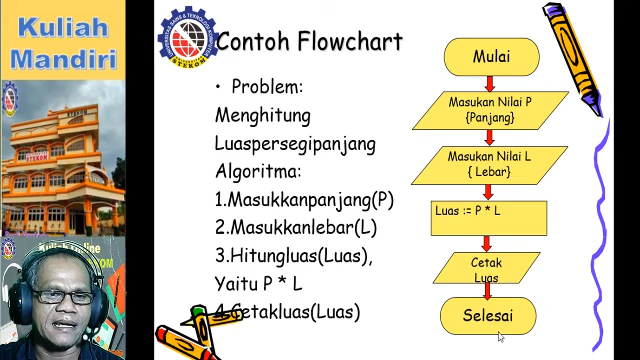 Kuliah
Mandiri
STEKOM
Contoh Flowchart
• Problem:
Menghitung
Luaspersegipanjang
Algoritma:
1.Masukkanpanjang(P)
2.Masukkanlebar(L)
3.Hitungluas(Luas),
Yaitu P * L
4.Cetakluas(Luas)
Mulai
Masukan Nilai P
{Panjang}
Masukan Nilai L
{ Lebar}
Luas := P * L
Cetak
Luas
Selesai